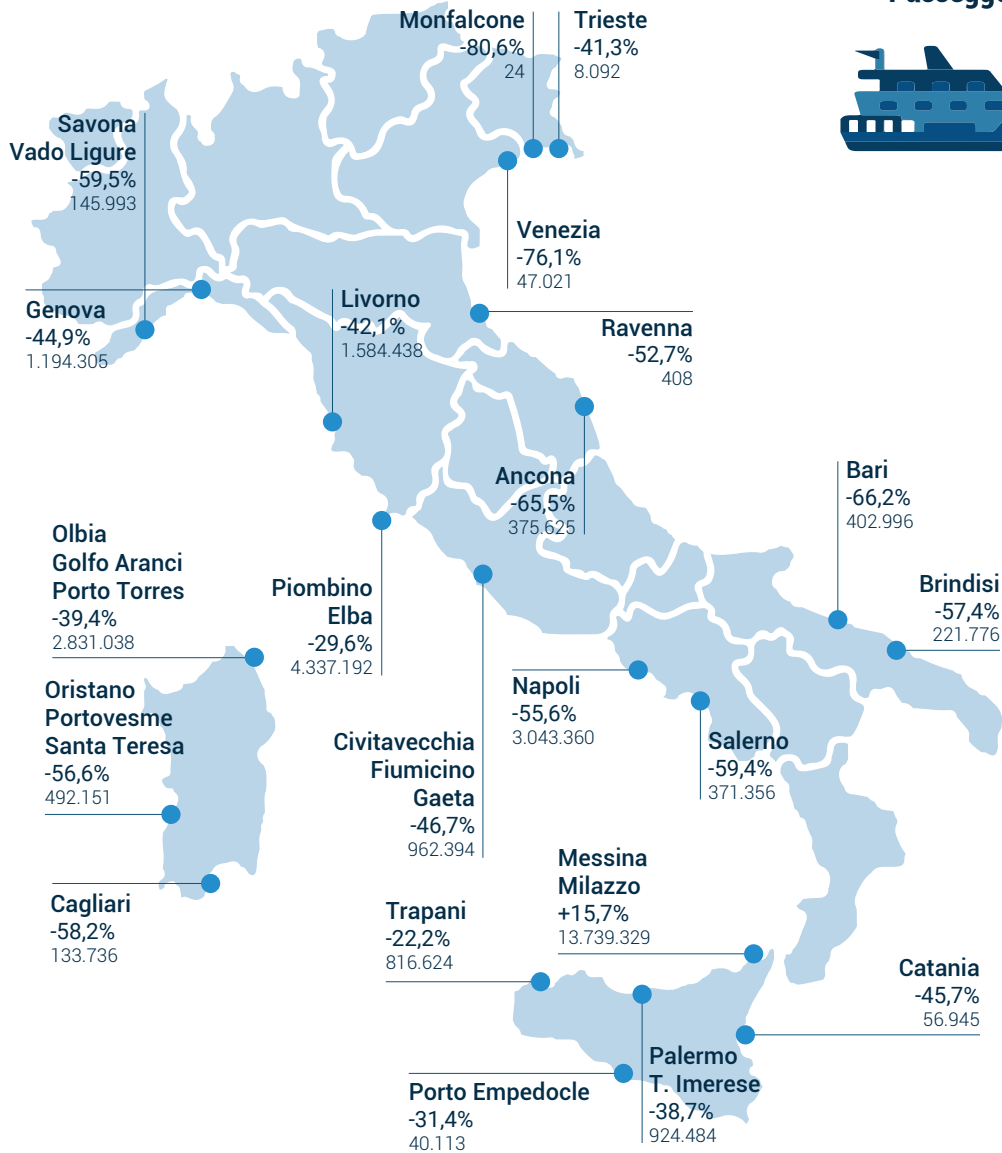 Passegge
Monfalcone
-80,6%
24
Trieste
-41,3%
8.092
Savona
Vado Ligure
-59,5%
145.993
Venezia
-76,1%
47.021
Genova
-44,9%
1.194.305
Livorno
-42,1%
1.584.438
Ravenna
-52,7%
408
Ancona
-65,5%
375.625
Bari
-66,2%
402.996
Olbia
Golfo Aranci
Porto Torres
-39,4%
2.831.038
Piombino
Elba
-29,6%
4.337.192
Brindisi
-57,4%
221.776
Oristano
Portovesme
Santa Teresa
-56,6%
492.151
Napoli
-55,6%
3.043.360
Civitavecchia
Fiumicino
Gaeta
-46,7%
962.394
Salerno
-59,4%
371.356
Cagliari
-58,2%
133.736
Trapani
-22,2%
816.624
Messina
Milazzo
+15,7%
13.739.329
Catania
-45,7%
56.945
Porto Empedocle
-31,4%
40.113
Palermo
T. Imerese
-38,7%
924.484